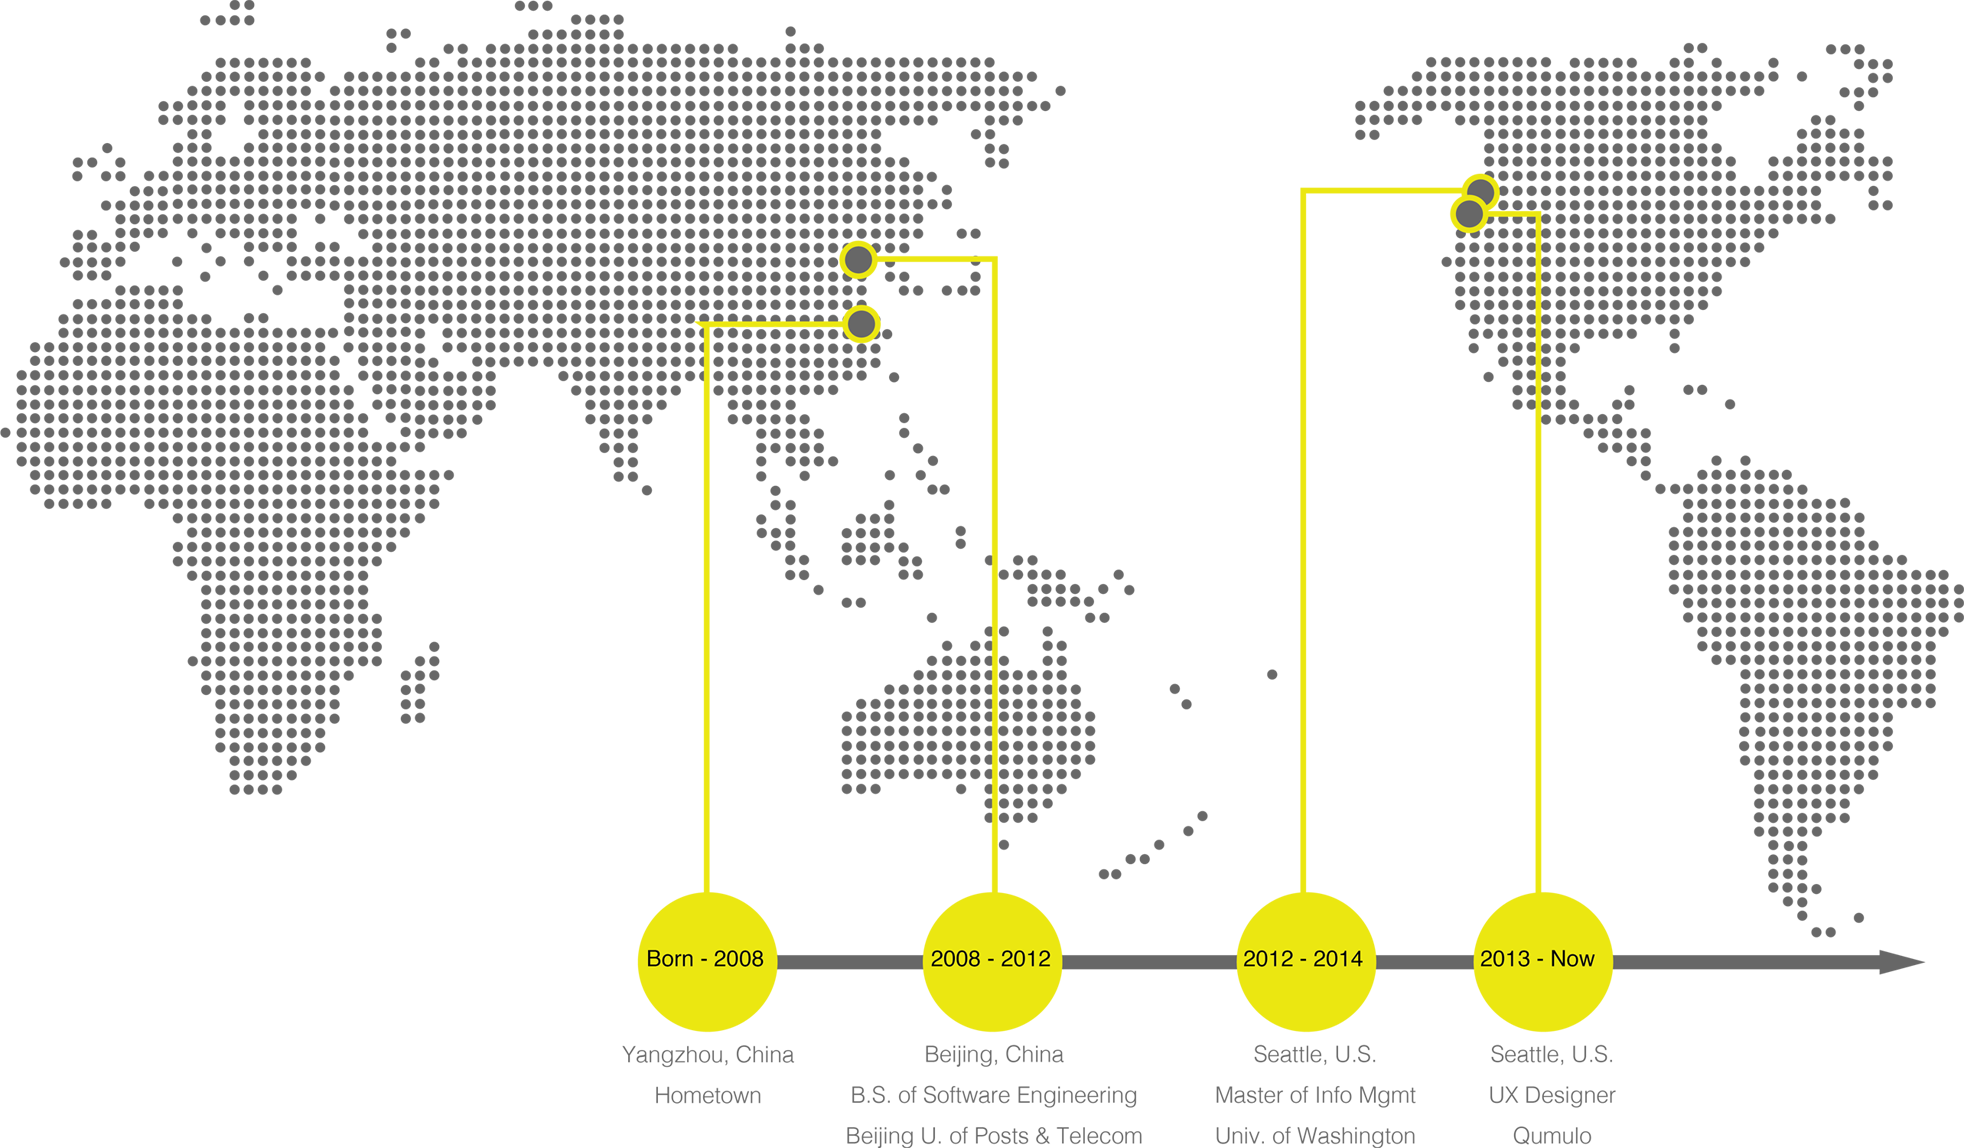 Born - 2008
2008 - 2012
2012 - 2014
2013 - Now
Yangzhou, China
Hometown
Beijing, China
B.S. of Software Engineering
Beijing U. of Posts & Telecom
Seattle, U.S.
Master of Info Mgmt
Univ. of Washington
Seattle, U.S.
UX Designer
Qumulo